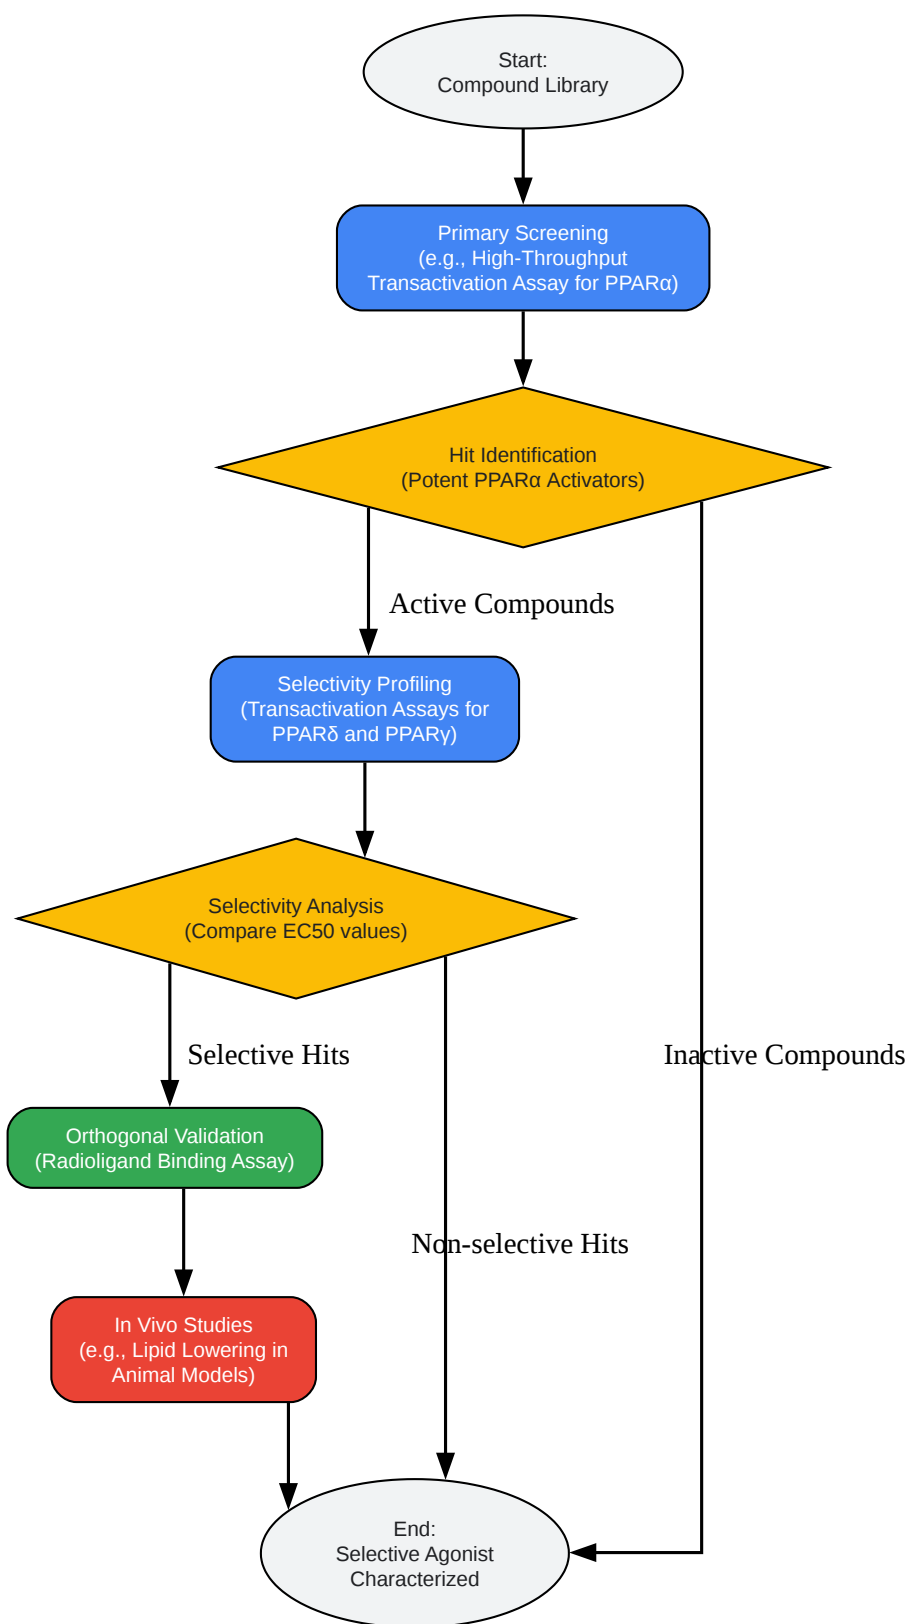 Start:
Compound Library
Primary Screening
(e.g., High-Throughput
Transactivation Assay for PPARα)
Hit Identification
(Potent PPARα Activators)
Active Compounds
Selectivity Profiling
(Transactivation Assays for
PPARδ and PPARγ)
Selectivity Analysis
(Compare EC50 values)
Selective Hits
Inactive Compounds
Orthogonal Validation
(Radioligand Binding Assay)
Non-selective Hits
In Vivo Studies
(e.g., Lipid Lowering in
Animal Models)
End:
Selective Agonist
Characterized